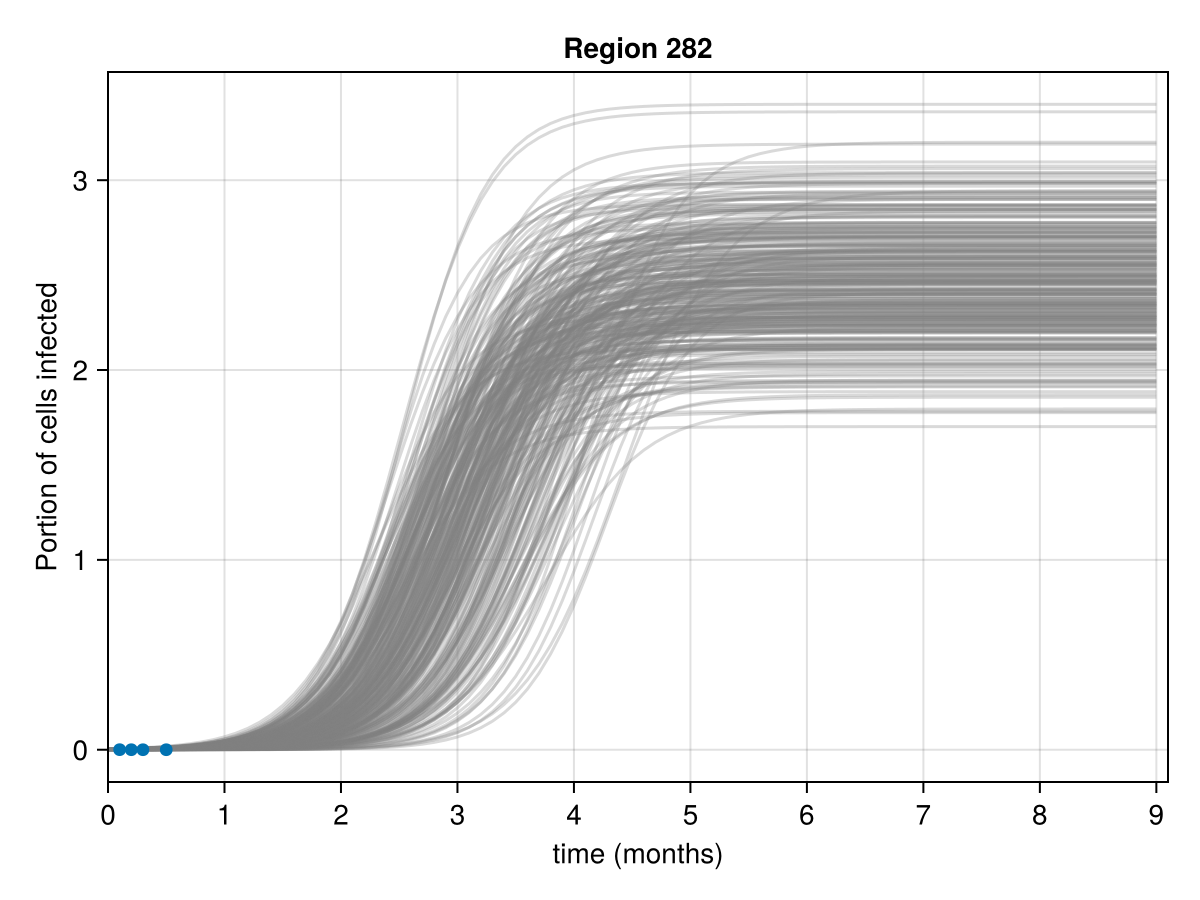 Region 282
Portion of cells infected
3
2
1
0
0 1 2 3 4 5 6 7 8 9
time (months)